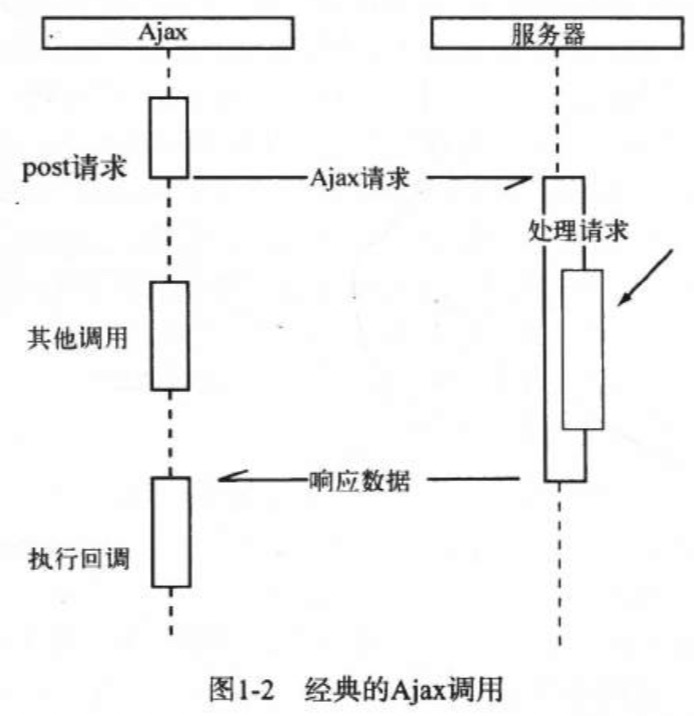 Ajax
服务器
post请求
Ajax请求
处理请求
其他调用
响应数据
执行回调
图1-2 经典的Ajax调用